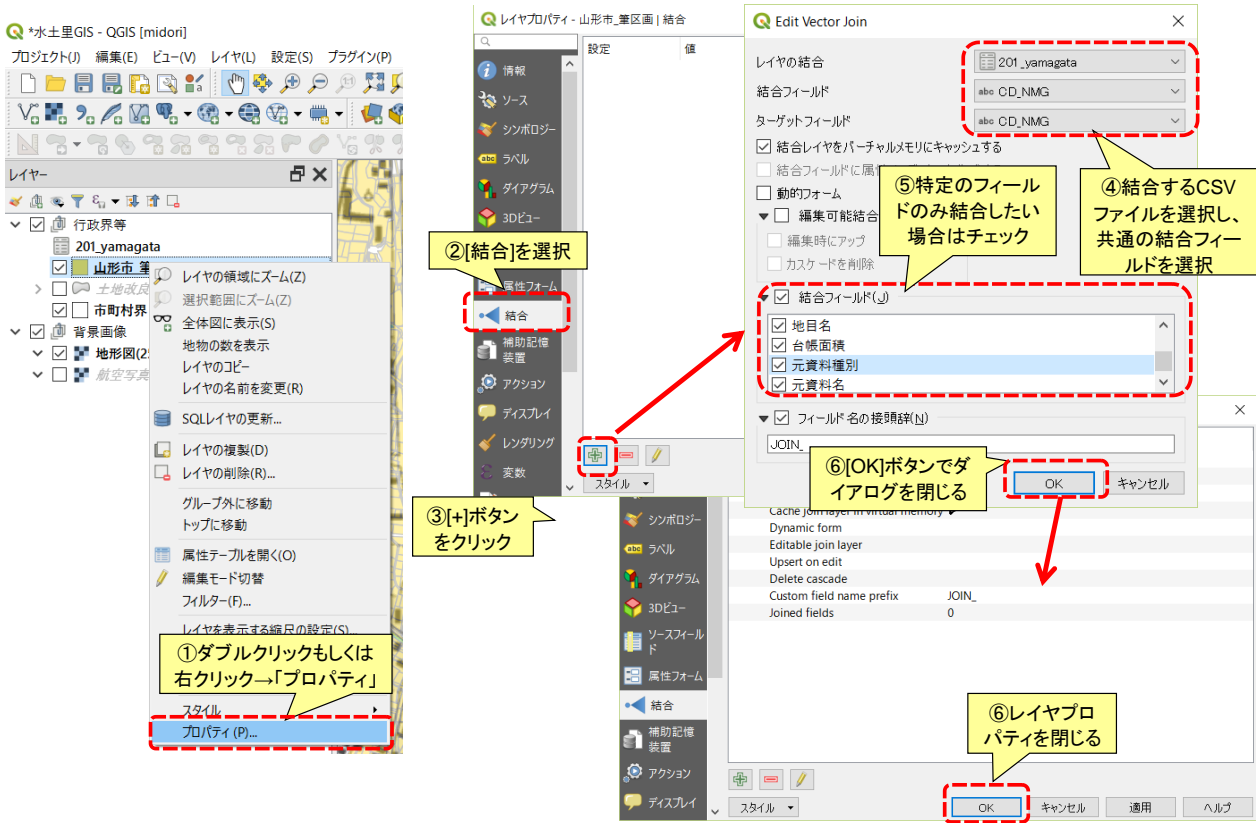 *水土里GIS - QGIS [midori]
プロジェクト(J) 編集(E) ビュー(V) レイヤ(L) 設定(S) プラグイン(P)
レイヤー
行政界等
201_yamagata
山形市_筆
土地改良
市町村界
背景画像
地形図(2
航空写真
レイヤの領域にズーム(Z)
選択範囲にズーム(Z)
全体図に表示(S)
地物の数を表示
レイヤのコピー
レイヤの名前を変更(R)
SQLレイヤの更新...
レイヤの複製(D)
レイヤの削除(R)...
グループ外に移動
トップに移動
属性テーブルを開く(O)
編集モード切替
フィルター(F)...
レイヤを表示する縮尺の設定(S)...
①ダブルクリックもしくは
右クリック→「プロパティ」
スタイル
プロパティ(P)...
レイヤプロパティ - 山形市_筆区画 | 結合
設定 値
情報
ソース
シンボロジー
abc ラベル
ダイアグラム
3Dビュー
②[結合]を選択
属性フォーム
結合
補助記憶
装置
アクション
ディスプレイ
レンダリング
変数
スタイル
③[+]ボタン
をクリック
Edit Vector Join
レイヤの結合 201_yamagata
結合フィールド abc CD_NMG
ターゲットフィールド abc CD_NMG
結合レイヤをバーチャルメモリにキャッシュする
結合フィールドに属
動的フォーム
編集可能結合
編集時にアップ
カスケードを削除
⑤特定のフィール
ドのみ結合したい
場合はチェック
④結合するCSV
ファイルを選択し、
共通の結合フィー
ルドを選択
結合フィールド(J)
地目名
台帳面積
元資料種別
元資料名
フィールド名の接頭辞(N)
JOIN_
⑥[OK]ボタンでダ
イアログを閉じる
OK キャンセル
Cache join layer in virtual memory ✔
Dynamic form
Editable join layer
Upsert on edit
Delete cascade
Custom field name prefix JOIN_
Joined fields 0
シンボロジー
abc ラベル
ダイアグラム
3Dビュー
ソースフィール
ド
属性フォーム
結合
補助記憶
装置
アクション
ディスプレイ
⑥レイヤプロ
パティを閉じる
スタイル OK キャンセル 適用 ヘルプ